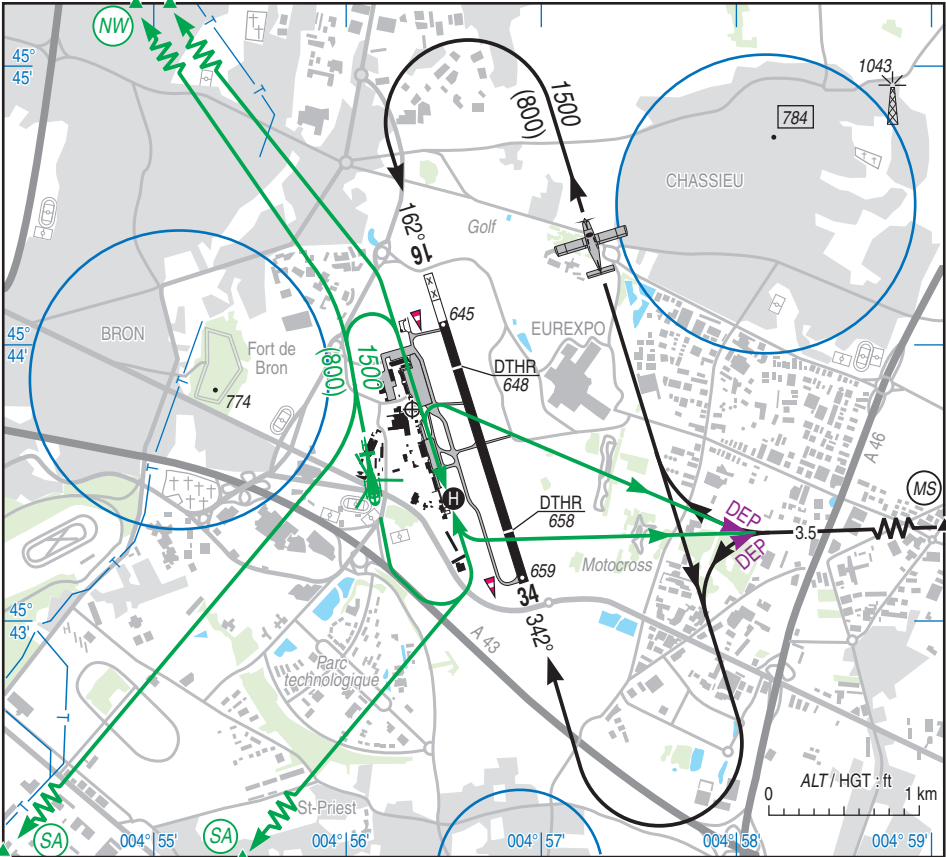 NW
T
45°
45'
1500
(800)
1043
784
CHASSIEU
162°
16
Golf
x
x
645
45°
44'
BRON
Fort de
Bron
774
1500
(800)
DTHR
648
EUREXPO
A 46
MS
H
DTHR
658
DEP
DEP
3.5
Motocross
659
34
342°
45°
43'
A 43
Parc
technologique
T
T
St-Priest
SA
SA
ALT / HGT : ft
0
1 km
004° 55'
004° 56'
004° 57'
004° 58'
004° 59'